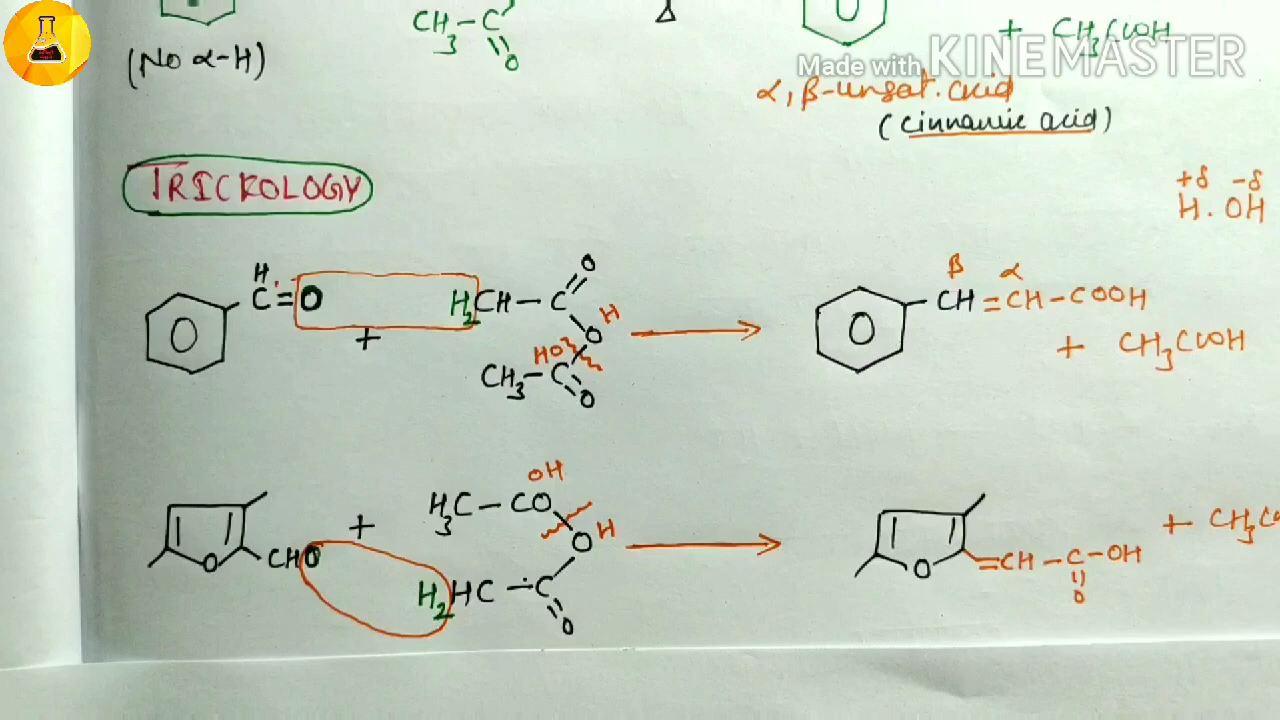 CH3-C
O
Δ
+ CH3COOH
(No α-H)
Made with KINEMASTER
α, β-unsat. acid
(cinnamic acid)
TRICKOLOGY
+δ -δ
H. OH
H
C=O
+
H2CH-C
O
O
H
HO
CH3-C
O
β α
CH=CH-COOH
+ CH3COOH
OH
H3C-CO
O
H
+
CHO
O
H2HC-C
O
O
=CH-C-OH
O
+ CH3C